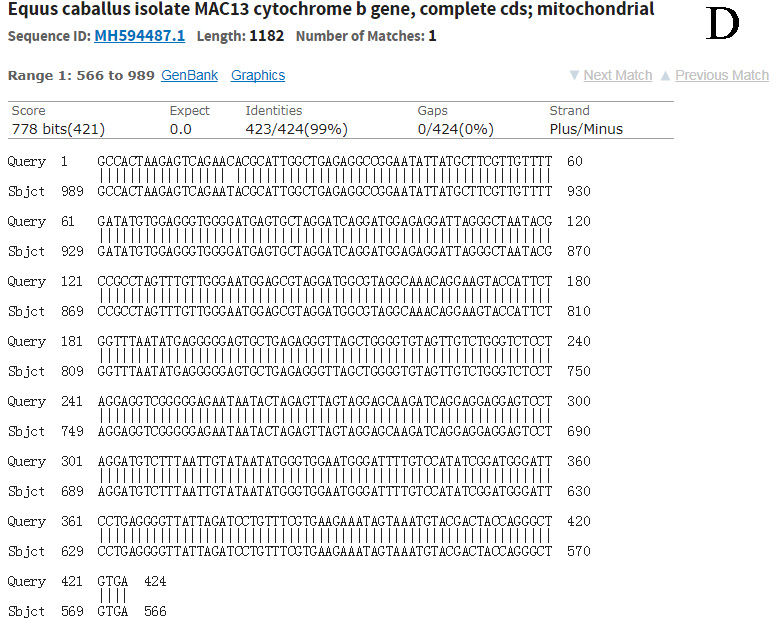 Equus caballus isolate MAC13 cytochrome b gene, complete cds; mitochondrial
D
Sequence ID: MH594487.1 Length: 1182 Number of Matches: 1
Range 1: 566 to 989 GenBank Graphics ▼ Next Match ▲ Previous Match
Score Expect Identities Gaps Strand
778 bits(421) 0.0 423/424(99%) 0/424(0%) Plus/Minus
Query 1 GCCACTAAGAGTCAGAACACGCATTGGCTGAGAGGCCGGAATATTATGCTTCGTTGTTTT 60
||||||||||||||||| ||||||||||||||||||||||||||||||||||||||||||
Sbjct 989 GCCACTAAGAGTCAGAATACGCATTGGCTGAGAGGCCGGAATATTATGCTTCGTTGTTTT 930
Query 61 GATATGTGGAGGGTGGGGATGAGTGCTAGGATCAGGATGGAGAGGATTAGGGCTAATACG 120
||||||||||||||||||||||||||||||||||||||||||||||||||||||||||||
Sbjct 929 GATATGTGGAGGGTGGGGATGAGTGCTAGGATCAGGATGGAGAGGATTAGGGCTAATACG 870
Query 121 CCGCCTAGTTTGTTGGGAATGGAGCGTAGGATGGCGTAGGCAAACAGGAAGTACCATTCT 180
||||||||||||||||||||||||||||||||||||||||||||||||||||||||||||
Sbjct 869 CCGCCTAGTTTGTTGGGAATGGAGCGTAGGATGGCGTAGGCAAACAGGAAGTACCATTCT 810
Query 181 GGTTTAATATGAGGGGGAGTGCTGAGAGGGTTAGCTGGGGTGTAGTTGTCTGGGTCTCCT 240
||||||||||||||||||||||||||||||||||||||||||||||||||||||||||||
Sbjct 809 GGTTTAATATGAGGGGGAGTGCTGAGAGGGTTAGCTGGGGTGTAGTTGTCTGGGTCTCCT 750
Query 241 AGGAGGTCGGGGGAGAATAATACTAGAGTTAGTAGGAGCAAGATCAGGAGGAGGAGTCCT 300
||||||||||||||||||||||||||||||||||||||||||||||||||||||||||||
Sbjct 749 AGGAGGTCGGGGGAGAATAATACTAGAGTTAGTAGGAGCAAGATCAGGAGGAGGAGTCCT 690
Query 301 AGGATGTCTTTAATTGTATAATATGGGTGGAATGGGATTTTGTCCATATCGGATGGGATT 360
||||||||||||||||||||||||||||||||||||||||||||||||||||||||||||
Sbjct 689 AGGATGTCTTTAATTGTATAATATGGGTGGAATGGGATTTTGTCCATATCGGATGGGATT 630
Query 361 CCTGAGGGGTTATTAGATCCTGTTTCGTGAAGAAATAGTAAATGTACGACTACCAGGGCT 420
||||||||||||||||||||||||||||||||||||||||||||||||||||||||||||
Sbjct 629 CCTGAGGGGTTATTAGATCCTGTTTCGTGAAGAAATAGTAAATGTACGACTACCAGGGCT 570
Query 421 GTGA 424
||||
Sbjct 569 GTGA 566